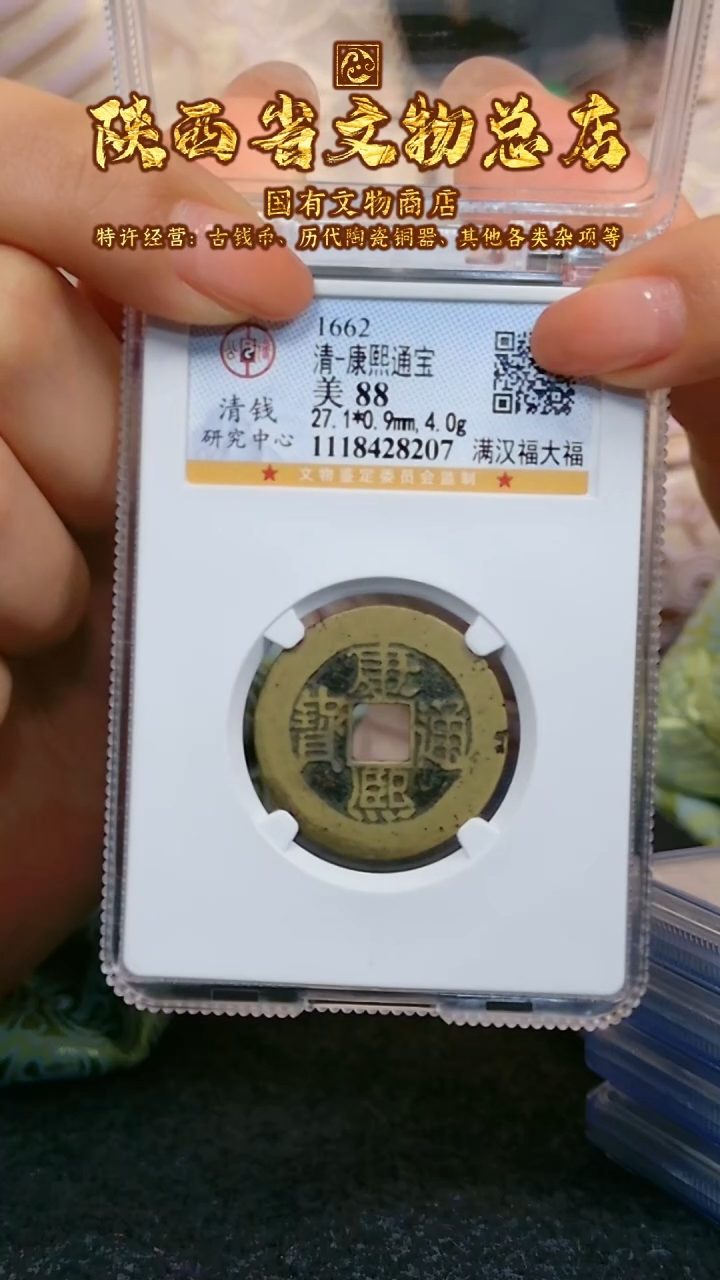 陕西省文物总店
国有文物商店
特许经营：古钱币、历代陶瓷铜器、其他各类杂项等
1662
清-康熙通宝
美 88
27.1*0.9mm, 4.0g
1118428207 满汉福大福
清钱
研究中心
文物鉴定委员会监制
康熙通寶